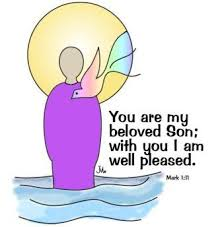 You are my
beloved Son;
with you I am
well pleased.
Mark 1:11